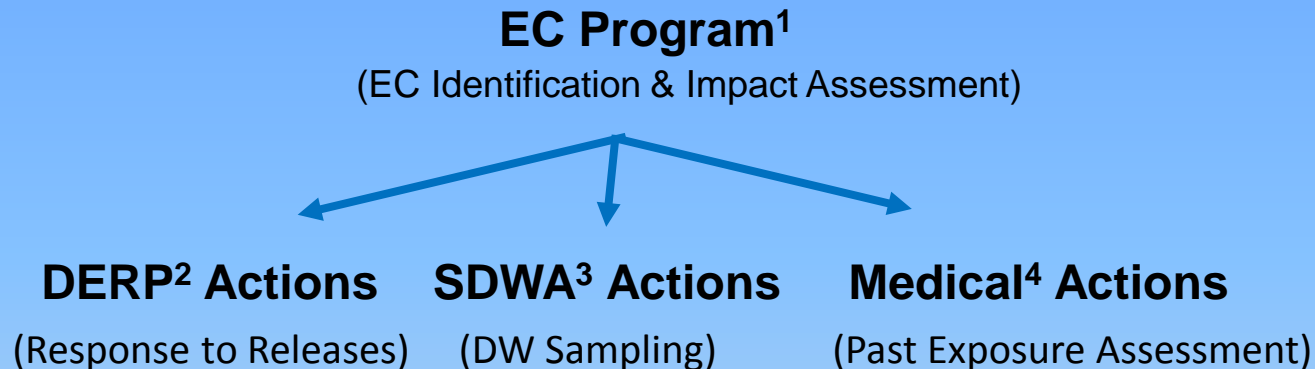 EC Program¹
(EC Identification & Impact Assessment)
DERP² Actions SDWA³ Actions Medical⁴ Actions
(Response to Releases) (DW Sampling) (Past Exposure Assessment)